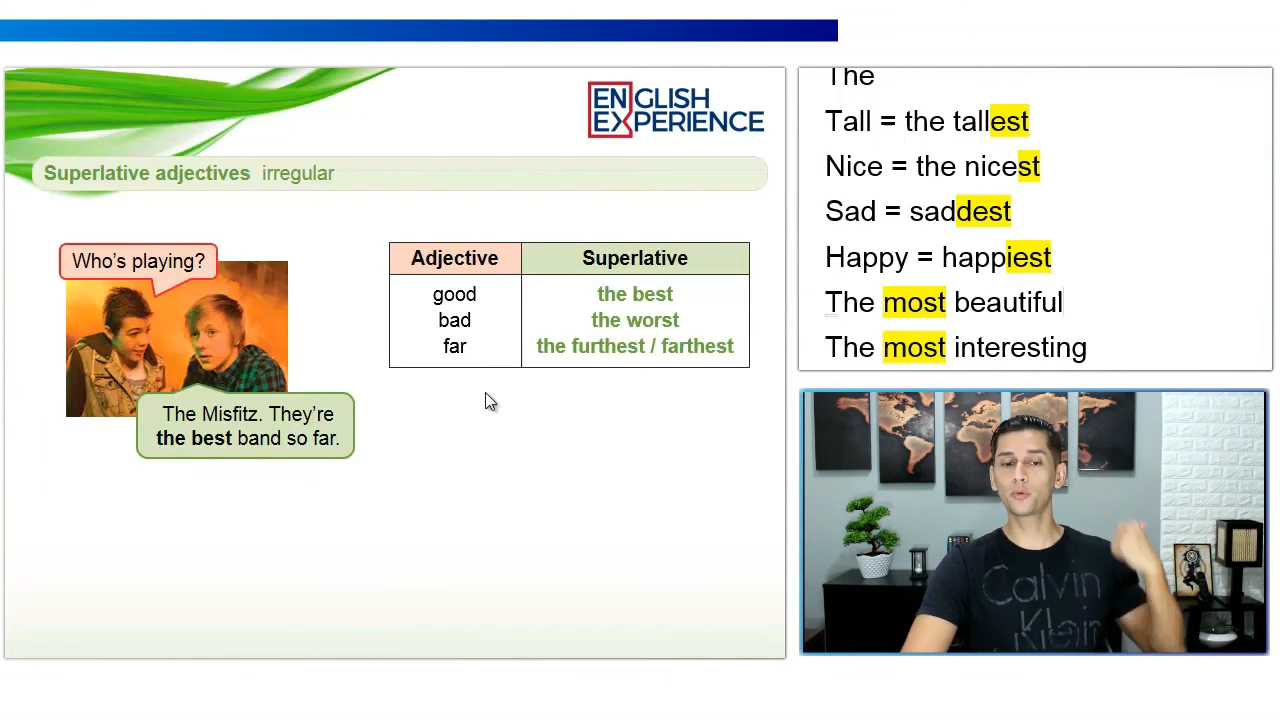 ENGLISH
EXPERIENCE
Superlative adjectives irregular
Who's playing?
The Misfitz. They're
the best band so far.
Adjective Superlative
good the best
bad the worst
far the furthest / farthest
The
Tall = the tallest
Nice = the nicest
Sad = saddest
Happy = happiest
The most beautiful
The most interesting
Calvin
Klein